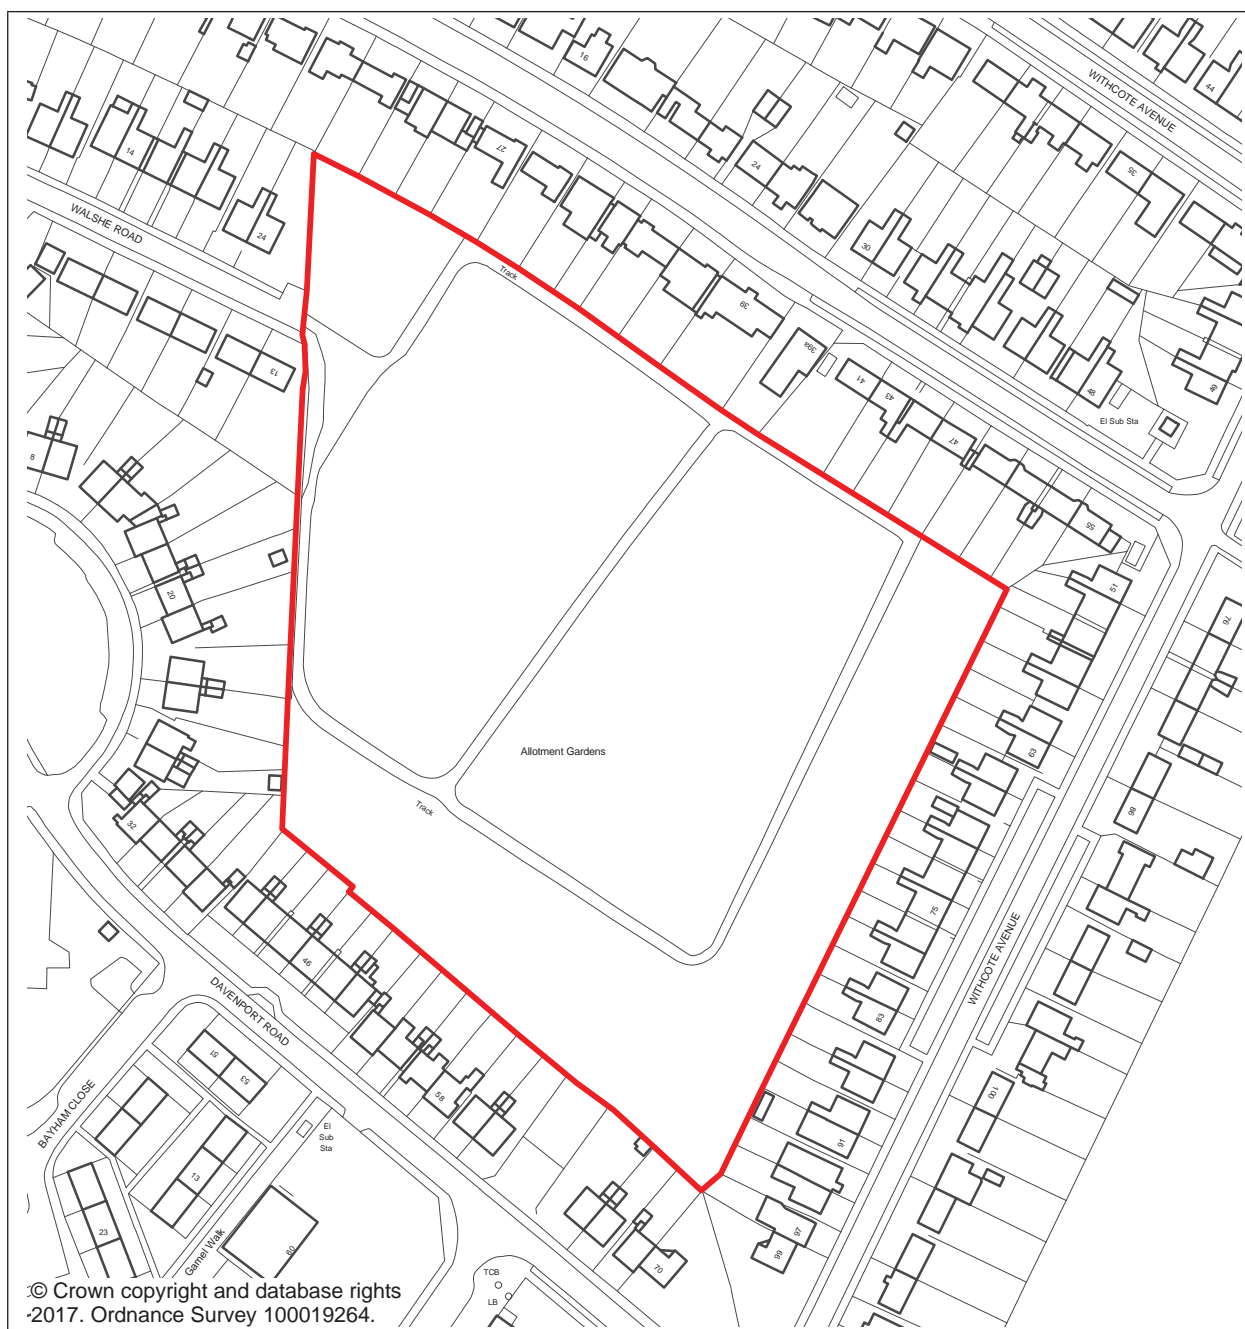 16
WITHCOTE AVENUE
44
14
27
24
35
WALSHE ROAD
24
30
Track
39
39a
13
41
43
48
49
El Sub Sta
47
8
55
51
20
76
63
Allotment Gardens
Track
98
32
75
46
WITHCOTE AVENUE
83
DAVENPORT ROAD
51
53
58
100
BAYHAM CLOSE
El
Sub
Sta
91
13
23
Gamel Walk
60
97
99
70
TCB
LB
© Crown copyright and database rights
2017. Ordnance Survey 100019264.